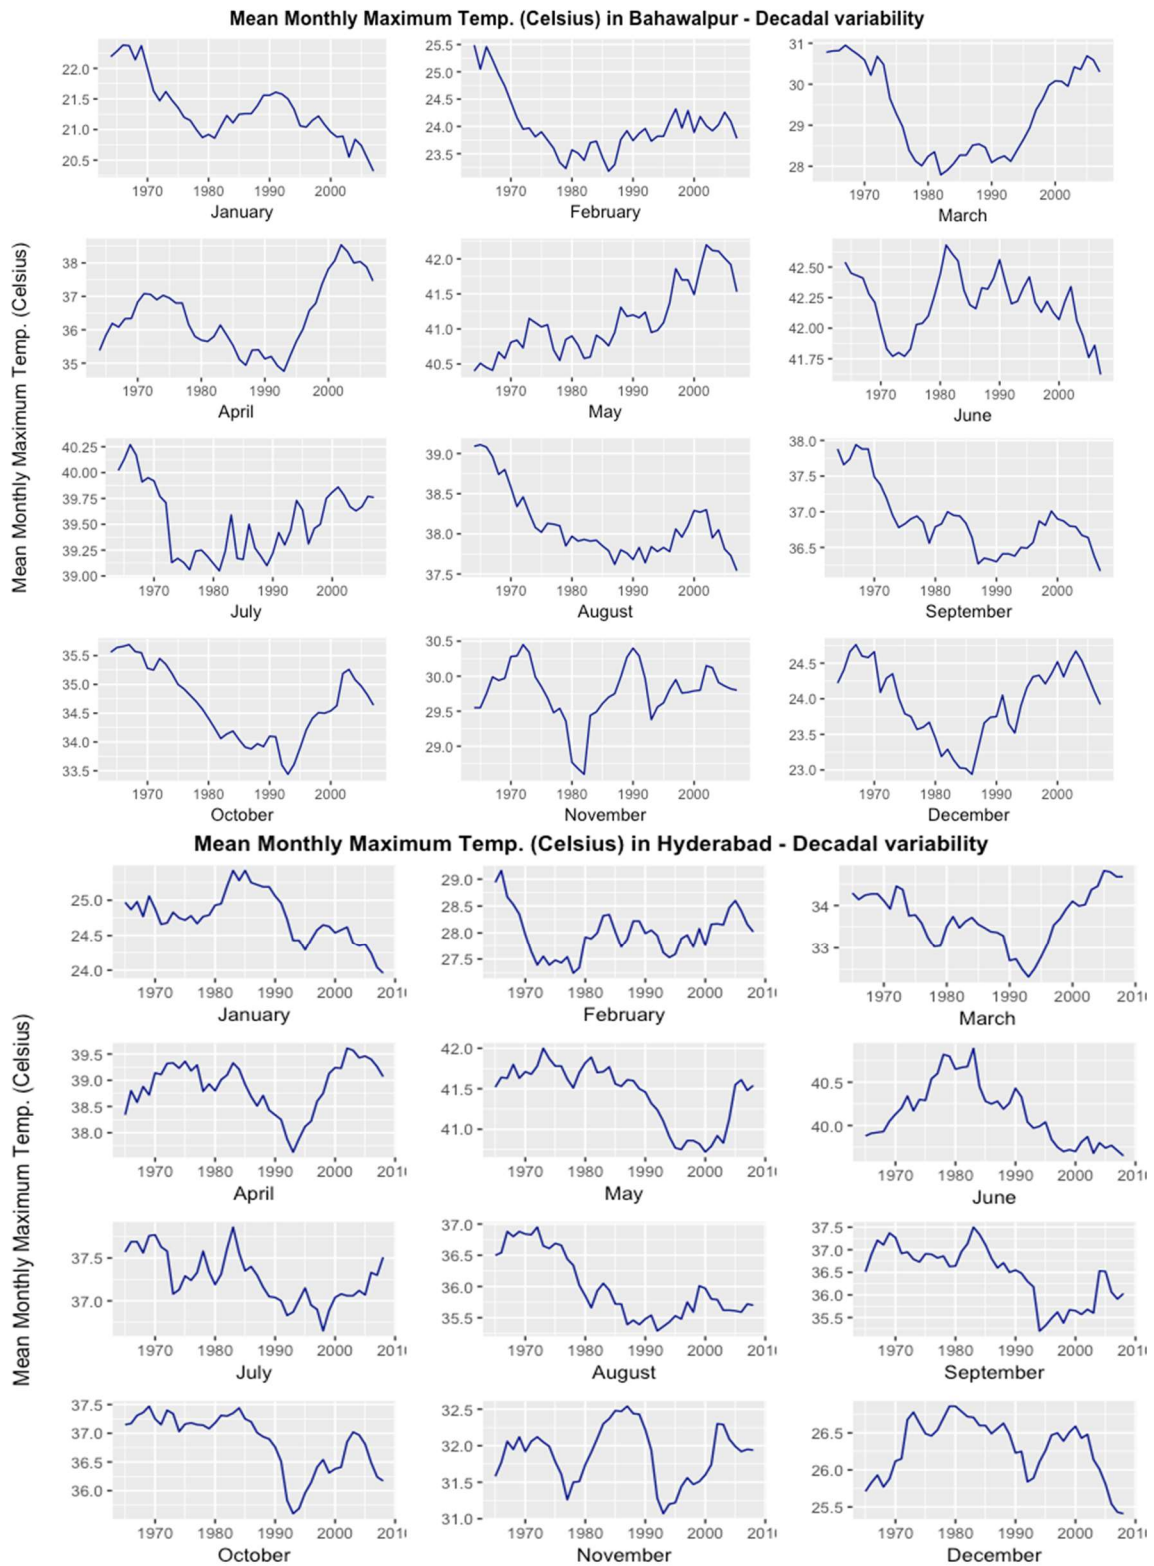 Mean Monthly Maximum Temp. (Celsius) in Bahawalpur - Decadal variability
Mean Monthly Maximum Temp. (Celsius)
22.0
21.5
21.0
20.5
1970 1980 1990 2000
January
25.5
25.0
24.5
24.0
23.5
1970 1980 1990 2000
February
31
30
29
28
1970 1980 1990 2000
March
38
37
36
35
1970 1980 1990 2000
April
42.0
41.5
41.0
40.5
1970 1980 1990 2000
May
42.50
42.25
42.00
41.75
1970 1980 1990 2000
June
40.25
40.00
39.75
39.50
39.25
39.00
1970 1980 1990 2000
July
39.0
38.5
38.0
37.5
1970 1980 1990 2000
August
38.0
37.5
37.0
36.5
1970 1980 1990 2000
September
35.5
35.0
34.5
34.0
33.5
1970 1980 1990 2000
October
30.5
30.0
29.5
29.0
1970 1980 1990 2000
November
24.5
24.0
23.5
23.0
1970 1980 1990 2000
December
Mean Monthly Maximum Temp. (Celsius) in Hyderabad - Decadal variability
Mean Monthly Maximum Temp. (Celsius)
25.0
24.5
24.0
1970 1980 1990 2000 201
January
29.0
28.5
28.0
27.5
1970 1980 1990 2000 201
February
34
33
1970 1980 1990 2000 201
March
39.5
39.0
38.5
38.0
1970 1980 1990 2000 201
April
42.0
41.5
41.0
1970 1980 1990 2000 201
May
40.5
40.0
1970 1980 1990 2000 201
June
37.5
37.0
1970 1980 1990 2000 201
July
37.0
36.5
36.0
35.5
1970 1980 1990 2000 201
August
37.5
37.0
36.5
36.0
35.5
1970 1980 1990 2000 201
September
37.5
37.0
36.5
36.0
1970 1980 1990 2000 201
October
32.5
32.0
31.5
31.0
1970 1980 1990 2000 201
November
26.5
26.0
25.5
1970 1980 1990 2000 201
December